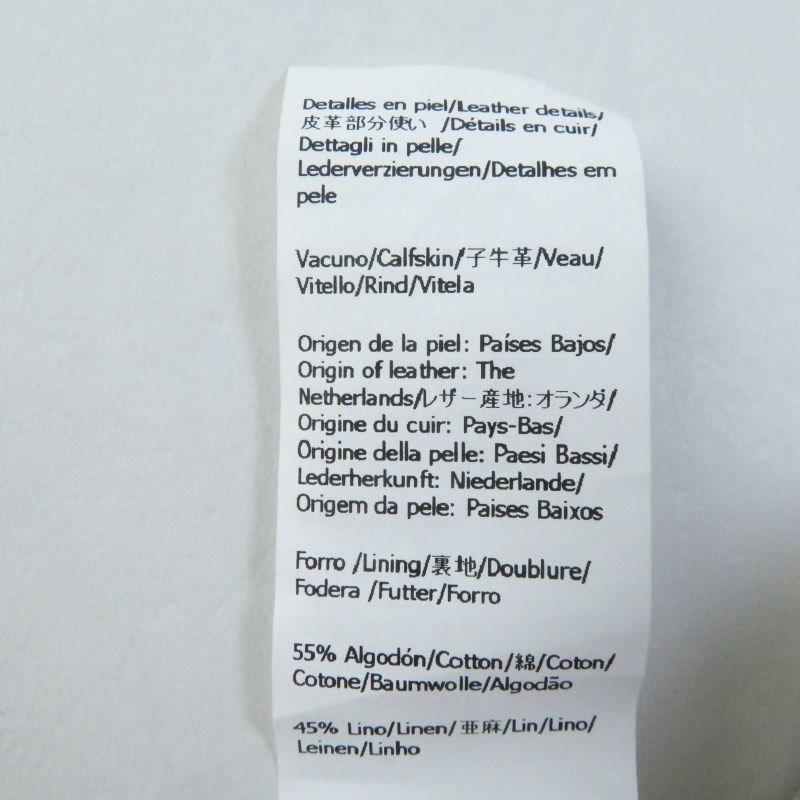 Detalles en piel/Leather details/
皮革部分使い /Détails en cuir/
Dettagli in pelle/
Lederverzierungen/Detalhes em
pele
Vacuno/Calfskin/子牛革/Veau/
Vitello/Rind/Vitela
Origen de la piel: Países Bajos/
Origin of leather: The
Netherlands/レザー産地:オランダ/
Origine du cuir: Pays-Bas/
Origine della pelle: Paesi Bassi/
Lederherkunft: Niederlande/
Origem da pele: Paises Baixos
Forro /Lining/裏地/Doublure/
Fodera /Futter/Forro
55% Algodón/Cotton/綿/Coton/
Cotone/Baumwolle/Algodão
45% Lino/Linen/亜麻/Lin/Lino/
Leinen/Linho